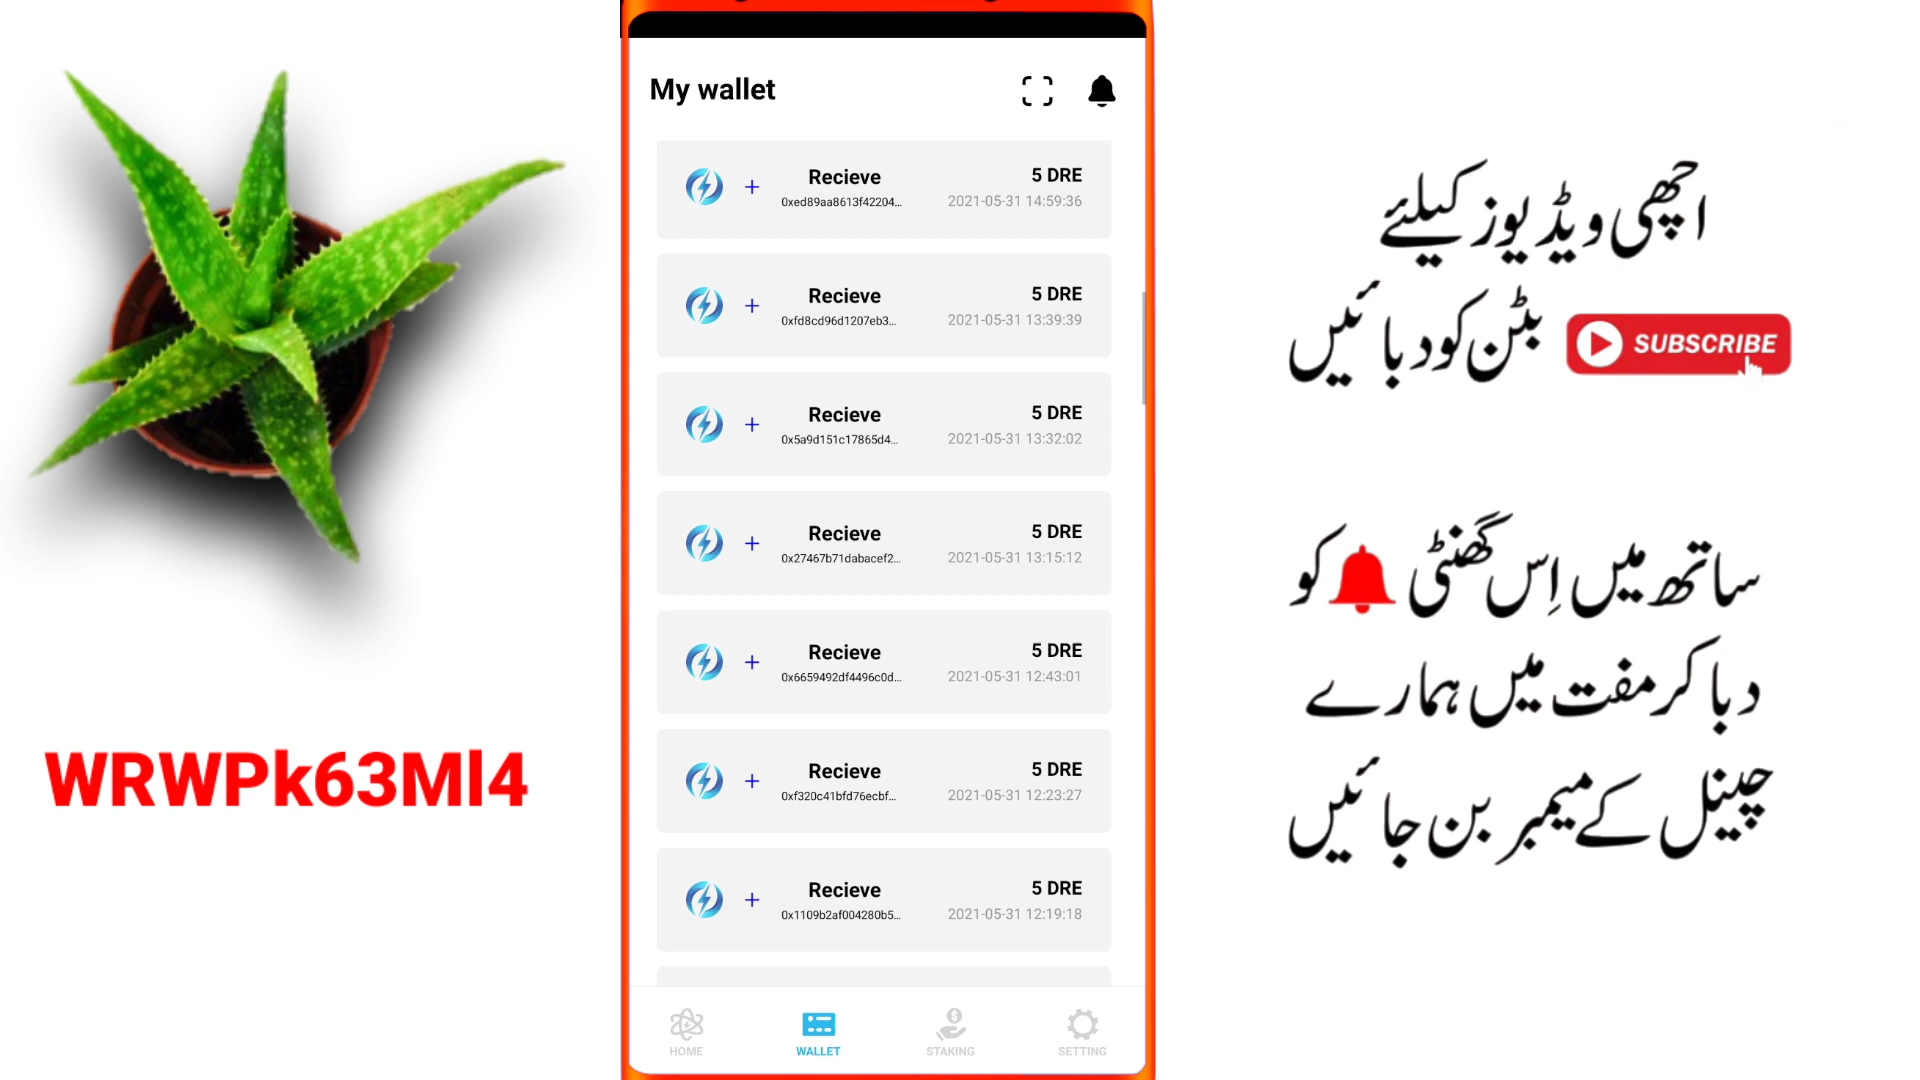 My wallet
Recieve
5 DRE
0xed89aa8613f42204...
2021-05-31 14:59:36
Recieve
5 DRE
0xfd8cd96d1207eb3...
2021-05-31 13:39:39
Recieve
5 DRE
0x5a9d151c17865d4...
2021-05-31 13:32:02
Recieve
5 DRE
0x27467b71dabacef2...
2021-05-31 13:15:12
Recieve
5 DRE
0x6659492df4496c0d...
2021-05-31 12:43:01
Recieve
5 DRE
0xf320c41bfd76ecbf...
2021-05-31 12:23:27
Recieve
5 DRE
0x1109b2af004280b5...
2021-05-31 12:19:18
HOME
WALLET
STAKING
SETTING
WRWPk63Ml4
اچھی ویڈیوز کیلئے
SUBSCRIBE بٹن کو دبائیں
ساتھ میں اِس گھنٹی کو
دبا کر مفت میں ہمارے
چینل کے میمبر بن جائیں